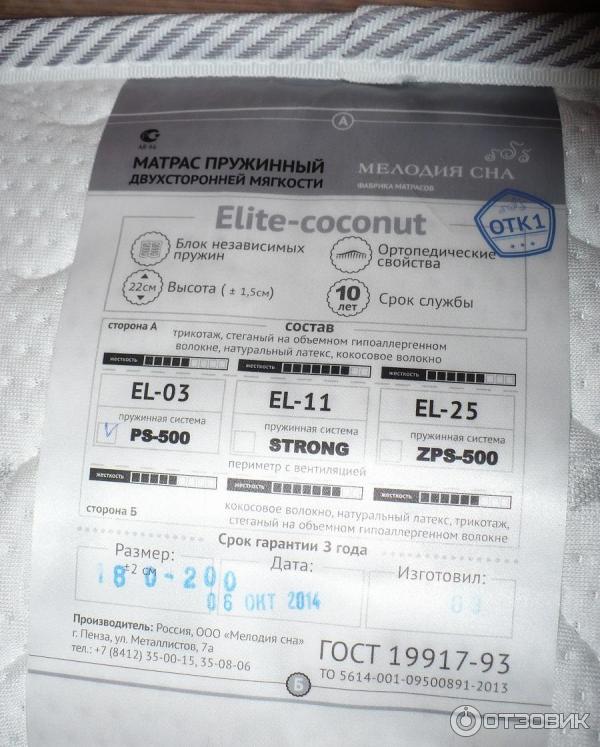 А
АЯ 46
МАТРАС ПРУЖИННЫЙ
ДВУХСТОРОННЕЙ МЯГКОСТИ
МЕЛОДИЯ СНА
ФАБРИКА МАТРАСОВ
Elite-coconut
ОТК1
Блок независимых
пружин
Ортопедические
свойства
22см
Высота ( ± 1,5см)
10
лет
Срок службы
сторона А
состав
трикотаж, стеганый на объемном гипоаллергенном
волокне, натуральный латекс, кокосовое волокно
жесткость
жесткость
жесткость
EL-03
EL-11
EL-25
пружинная система
пружинная система
пружинная система
PS-500
STRONG
ZPS-500
периметр с вентиляцией
жесткость
жесткость
жесткость
сторона Б
кокосовое волокно, натуральный латекс, трикотаж,
стеганый на объемном гипоаллергенном волокне
Срок гарантии 3 года
Размер:
±2 см
Дата:
Изготовил:
180-200
06 ОКТ 2014
Производитель: Россия, ООО «Мелодия сна»
г. Пенза, ул. Металлистов, 7а
тел.: +7 (8412) 35-00-15, 35-08-06
ГОСТ 19917-93
ТО 5614-001-09500891-2013
Б
ОТЗОВИК